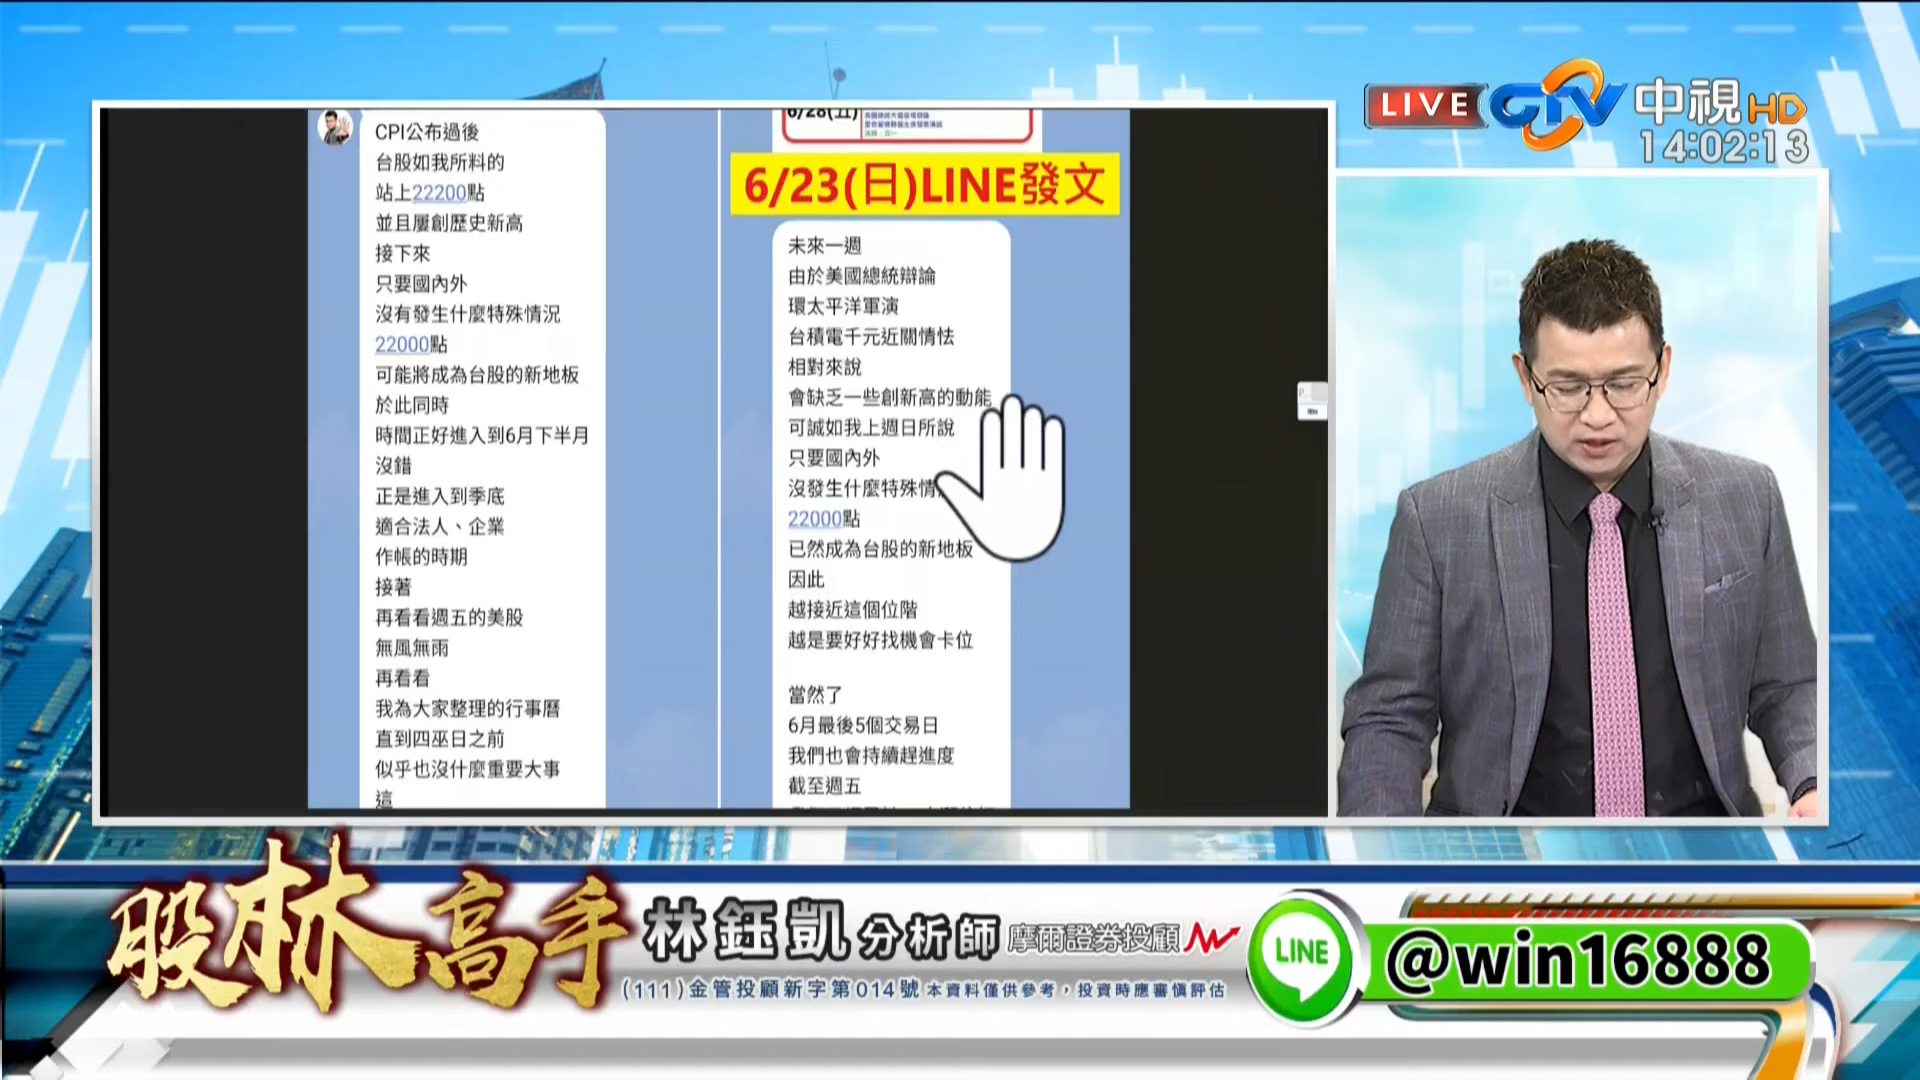 LIVE
CTV 中視 HD
14:02:13
CPI公布過後
台股如我所料的
站上22200點
並且屢創歷史新高
接下來
只要國內外
沒有發生什麼特殊情況
22000點
可能將成為台股的新地板
於此同時
時間正好進入到6月下半月
沒錯
正是進入到季底
適合法人、企業
作帳的時期
接著
再看看週五的美股
無風無雨
再看看
我為大家整理的行事曆
直到四巫日之前
似乎也沒什麼重要大事
這
6/28(五)
6/23(日)LINE發文
未來一週
由於美國總統辯論
環太平洋軍演
台積電千元近關情怯
相對來說
會缺乏一些創新高的動能
可誠如我上週日所說
只要國內外
沒發生什麼特殊情
22000點
已然成為台股的新地板
因此
越接近這個位階
越是要好好找機會卡位
當然了
6月最後5個交易日
我們也會持續趕進度
截至週五
股林高手
林鈺凱 分析師 摩爾證券投顧
(111)金管投顧新字第014號 本資料僅供參考，投資時應審慎評估
LINE
@win16888